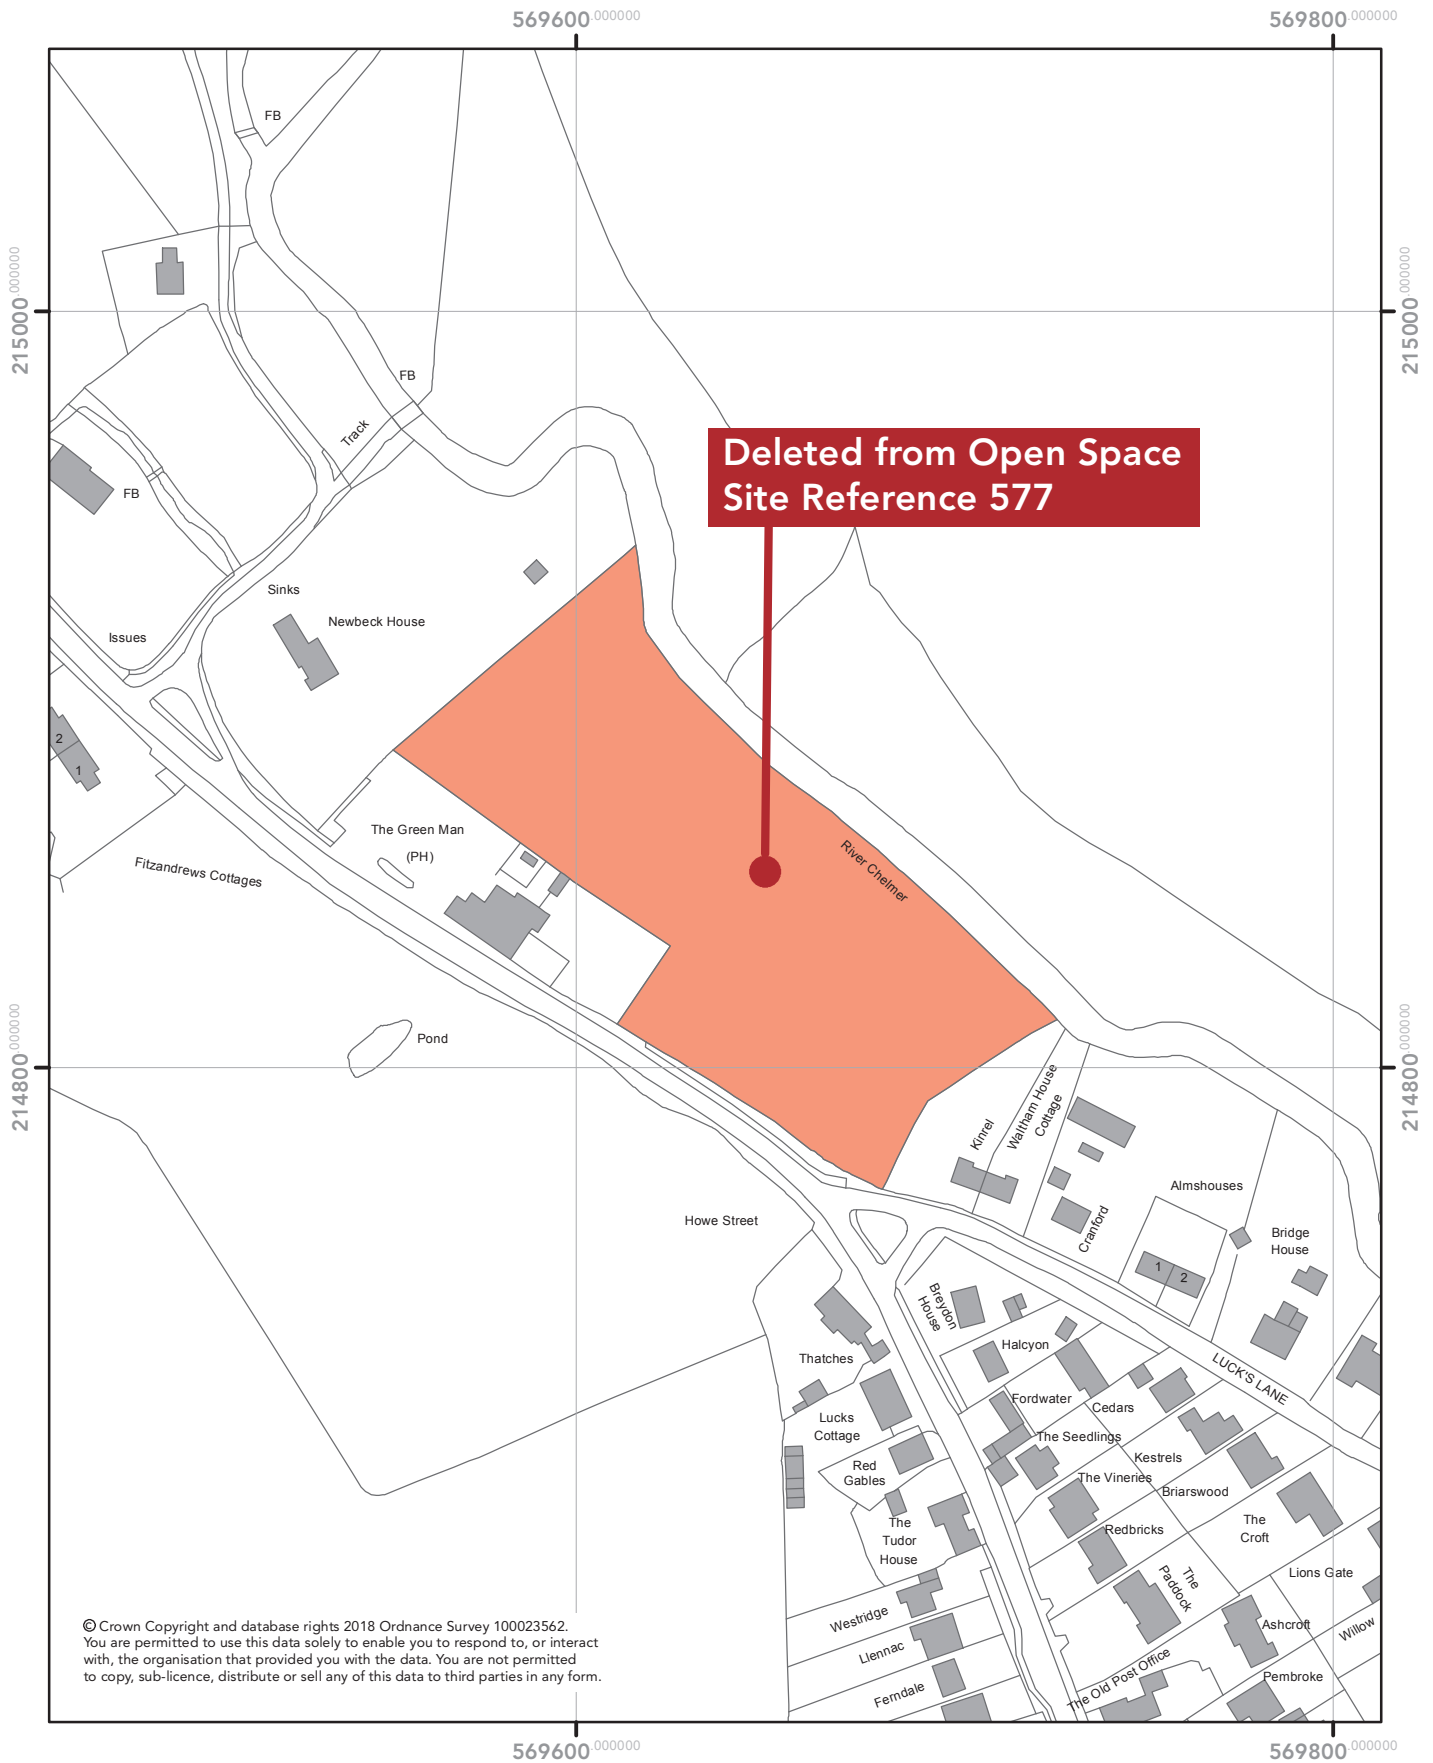 569600.000000
569800.000000
FB
215000.000000
215000.000000
FB
Track
Deleted from Open Space
Site Reference 577
FB
Sinks
Newbeck House
Issues
2
1
The Green Man
(PH)
River Chelmer
Fitzandrews Cottages
214800.000000
214800.000000
Pond
Kinrel
Waltham House
Cottage
Almshouses
Howe Street
Cranford
Bridge
House
1
2
Breydon
House
Halcyon
Thatches
LUCK'S LANE
Fordwater
Cedars
Lucks
Cottage
The Seedlings
Kestrels
Red
Gables
The Vineries
Briarswood
The
Tudor
House
Redbricks
The
Croft
The
Paddock
Lions Gate
Westridge
Ashcroft
Willow
Llennac
The Old Post Office
Pembroke
Ferndale
© Crown Copyright and database rights 2018 Ordnance Survey 100023562.
You are permitted to use this data solely to enable you to respond to, or interact
with, the organisation that provided you with the data. You are not permitted
to copy, sub-licence, distribute or sell any of this data to third parties in any form.
569600.000000
569800.000000